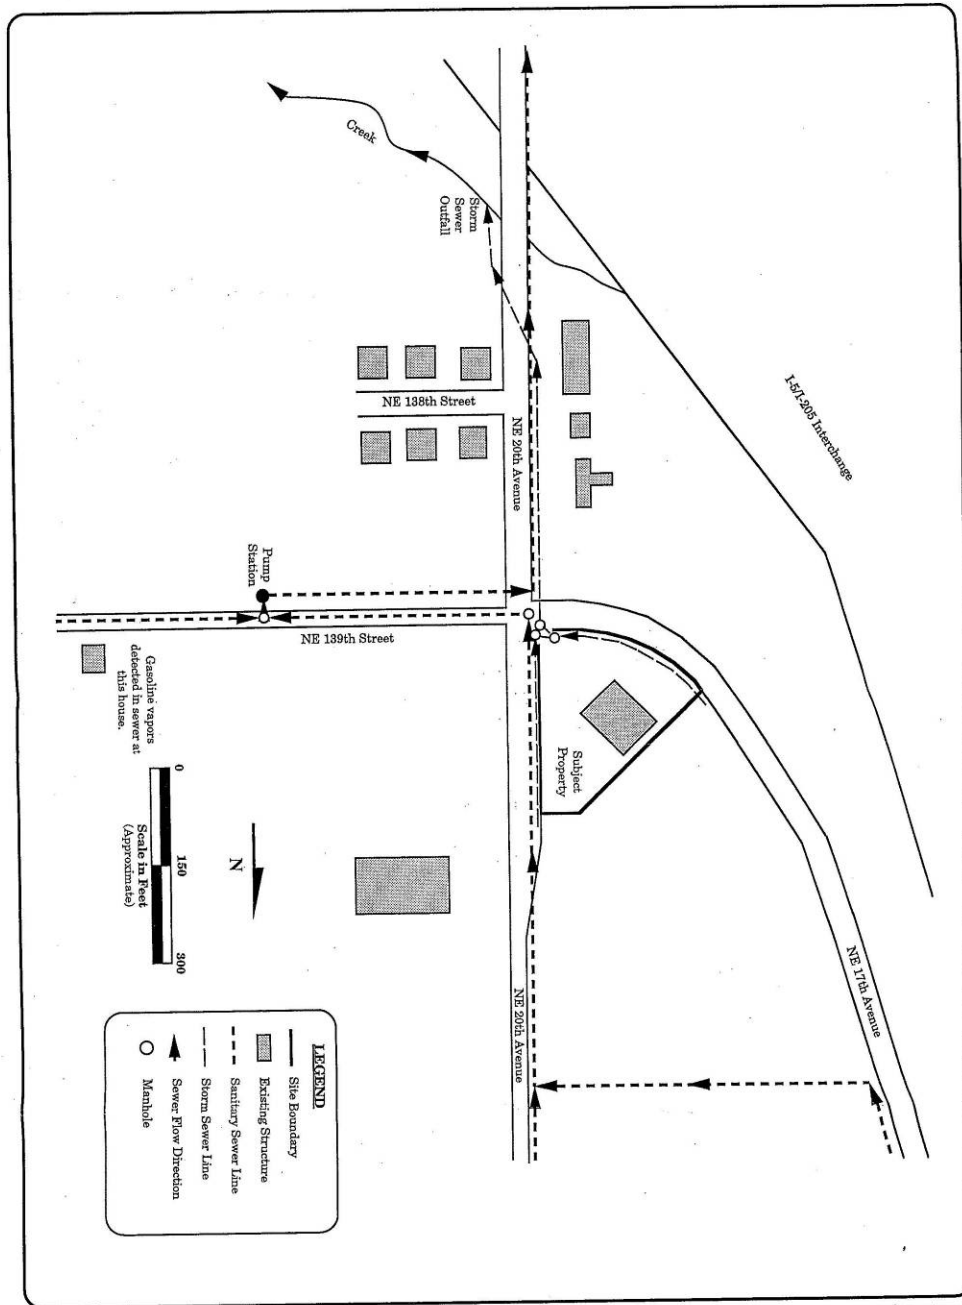 I-5/I-205 Interchange
Creek
Storm
Sewer
Outfall
NE 138th Street
NE 20th Avenue
Pump
Station
NE 139th Street
Gasoline vapors
detected in sewer at
this house.
Subject
Property
0 150 300
Scale in Feet
(Approximate)
N
NE 20th Avenue
NE 17th Avenue
LEGEND
Site Boundary
Existing Structure
Sanitary Sewer Line
Storm Sewer Line
Sewer Flow Direction
Manhole